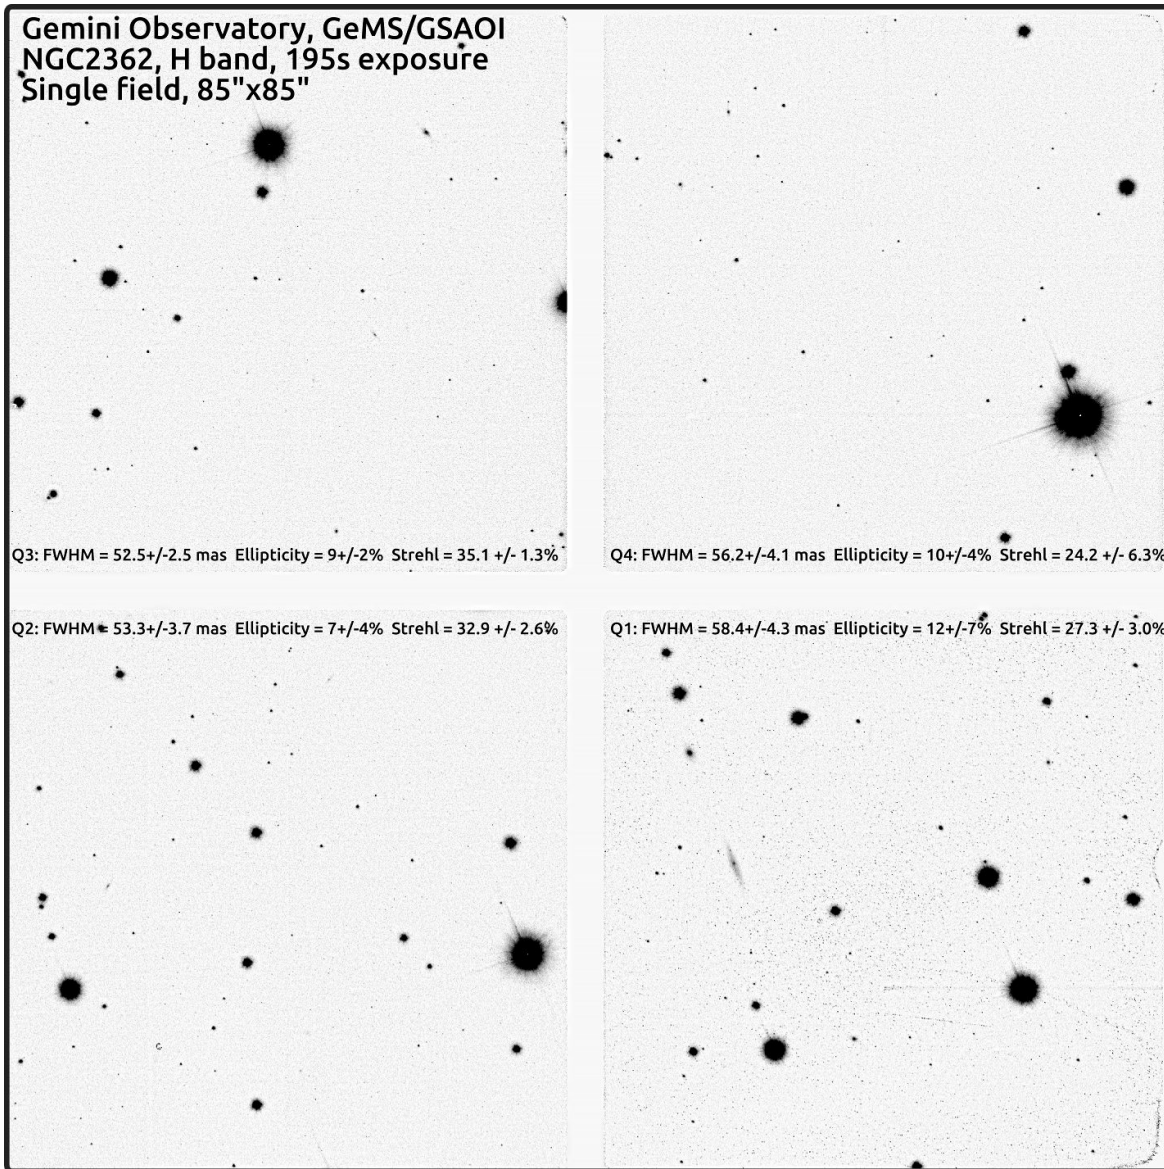 Gemini Observatory, GeMS/GSAOI
NGC2362, H band, 195s exposure
Single field, 85"x85"
Q3: FWHM = 52.5+/-2.5 mas Ellipticity = 9+/-2% Strehl = 35.1 +/- 1.3%
Q4: FWHM = 56.2+/-4.1 mas Ellipticity = 10+/-4% Strehl = 24.2 +/- 6.3%
Q2: FWHM = 53.3+/-3.7 mas Ellipticity = 7+/-4% Strehl = 32.9 +/- 2.6%
Q1: FWHM = 58.4+/-4.3 mas Ellipticity = 12+/-7% Strehl = 27.3 +/- 3.0%